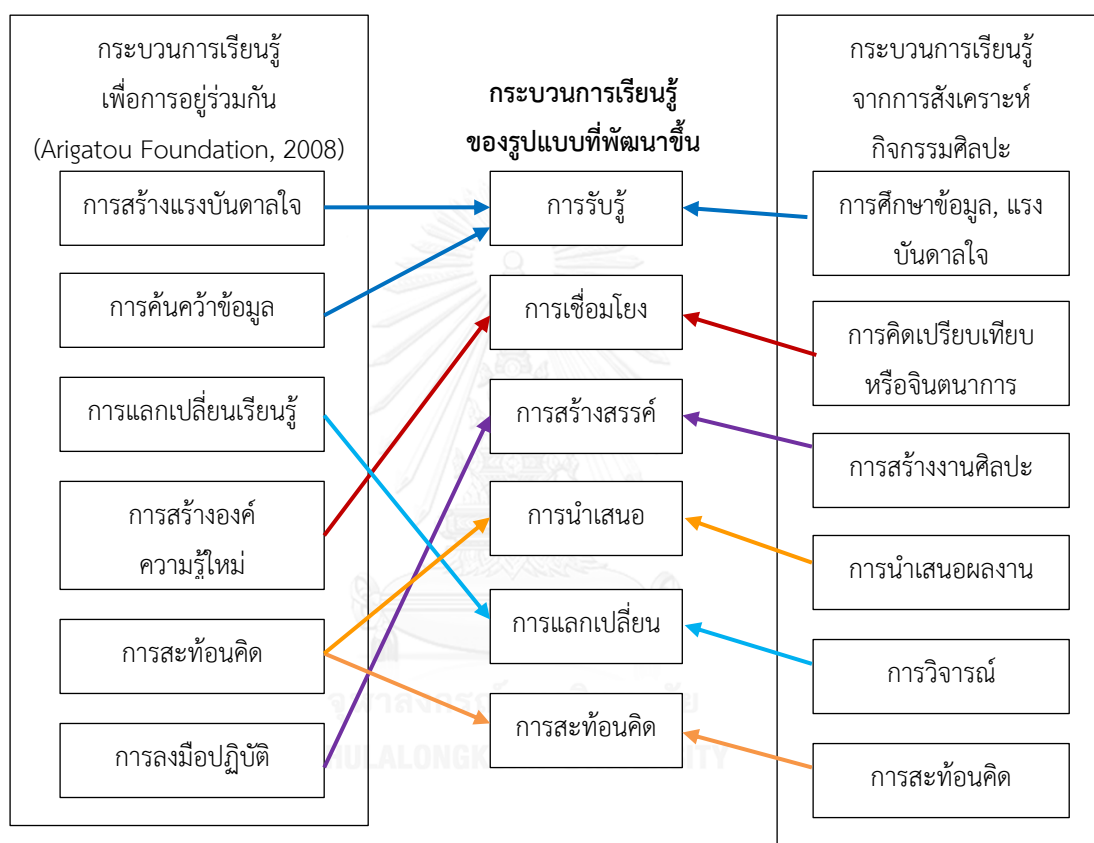 กระบวนการเรียนรู้
เพื่อการอยู่ร่วมกัน
(Arigatou Foundation, 2008)
การสร้างแรงบันดาลใจ
การค้นคว้าข้อมูล
การแลกเปลี่ยนเรียนรู้
การสร้างองค์
ความรู้ใหม่
การสะท้อนคิด
การลงมือปฏิบัติ
กระบวนการเรียนรู้
ของรูปแบบที่พัฒนาขึ้น
การรับรู้
การเชื่อมโยง
การสร้างสรรค์
การนำเสนอ
การแลกเปลี่ยน
การสะท้อนคิด
กระบวนการเรียนรู้
จากการสังเคราะห์
กิจกรรมศิลปะ
การศึกษาข้อมูล, แรง
บันดาลใจ
การคิดเปรียบเทียบ
หรือจินตนาการ
การสร้างงานศิลปะ
การนำเสนอผลงาน
การวิจารณ์
การสะท้อนคิด